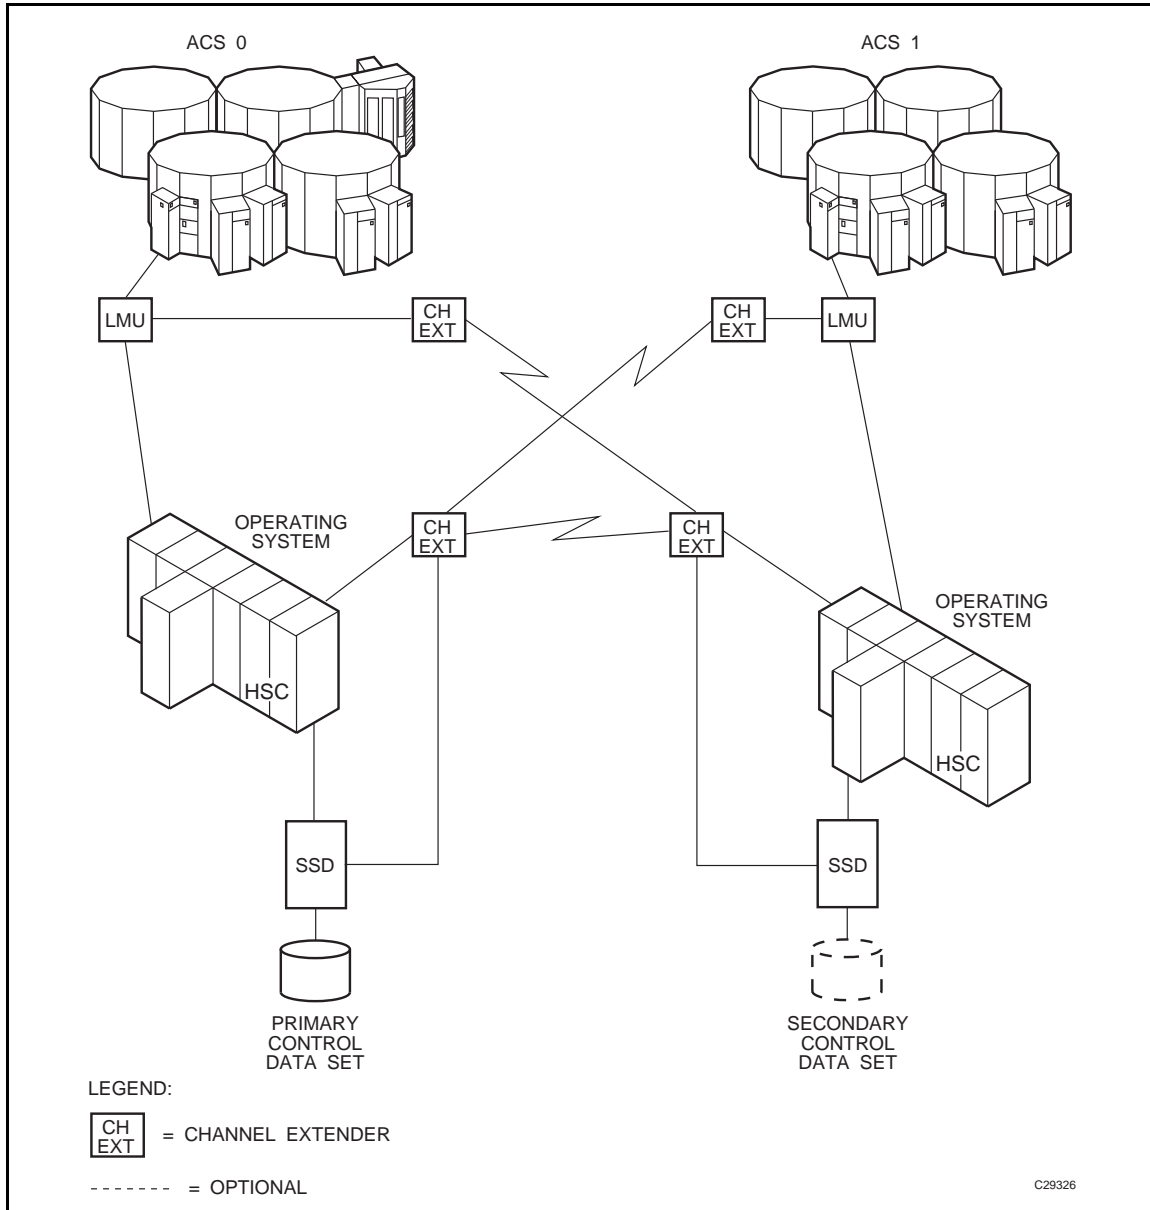 ACS 0
ACS 1
LMU
CH
EXT
CH
EXT
LMU
OPERATING
SYSTEM
CH
EXT
CH
EXT
OPERATING
SYSTEM
HSC
HSC
SSD
SSD
PRIMARY
CONTROL
DATA SET
SECONDARY
CONTROL
DATA SET
LEGEND:
CH
EXT
= CHANNEL EXTENDER
= OPTIONAL
C29326